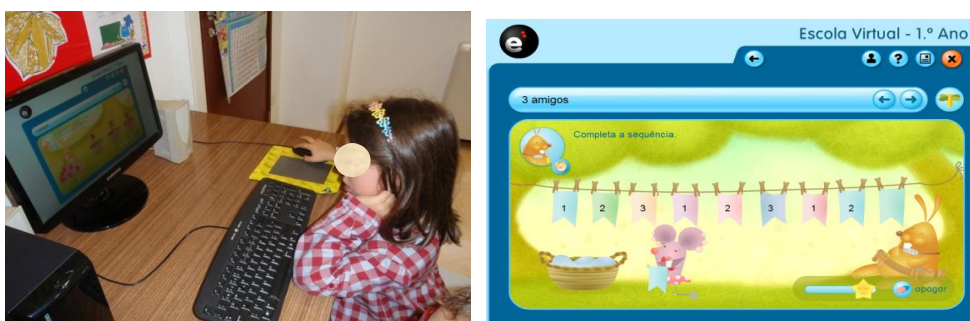 Escola Virtual - 1.º Ano
e
3 amigos
Completa a sequência.
1 2 3 1 2 3 1 2
apagar